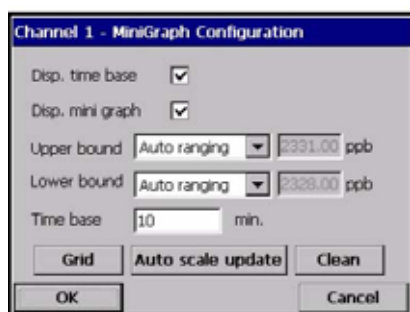 Channel 1 - MiniGraph Configuration
Disp. time base
Disp. mini graph
Upper bound Auto ranging 2331.00 ppb
Lower bound Auto ranging 2328.00 ppb
Time base 10 min.
Grid Auto scale update Clean
OK Cancel